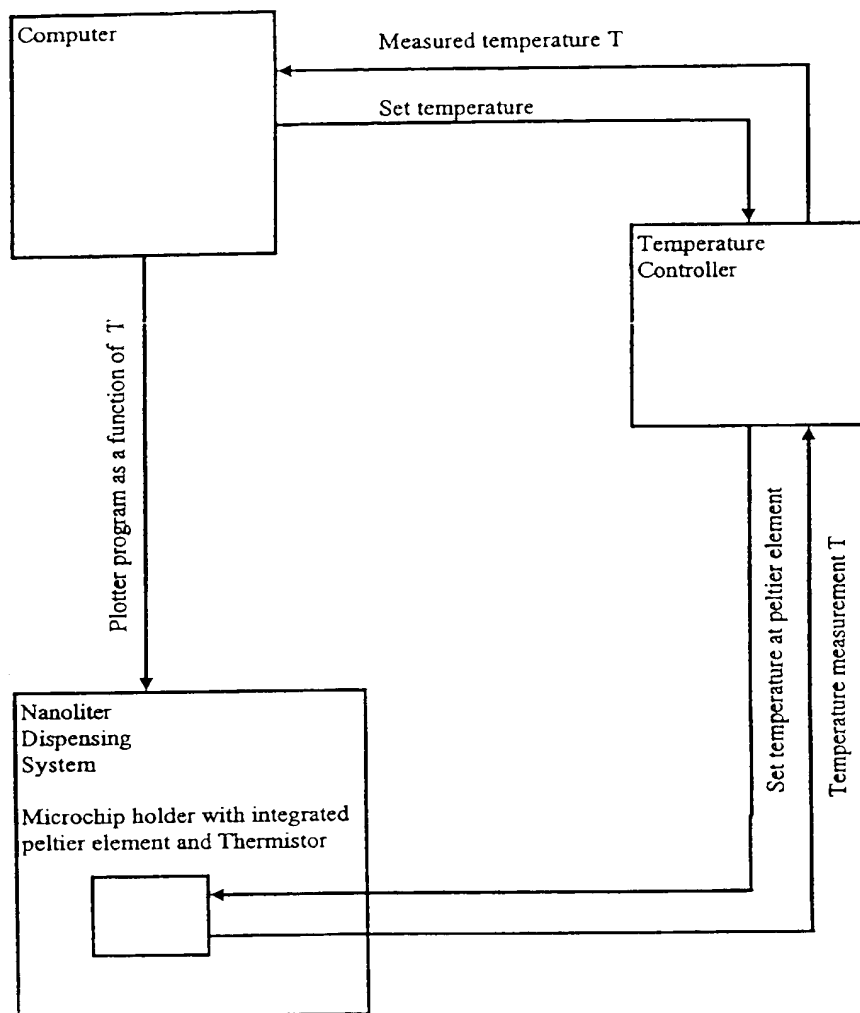 Computer
Measured temperature T
Set temperature
Temperature
Controller
Plotter program as a function of T
Set temperature at peltier element
Temperature measurement T
Nanoliter
Dispensing
System
Microchip holder with integrated
peltier element and Thermistor